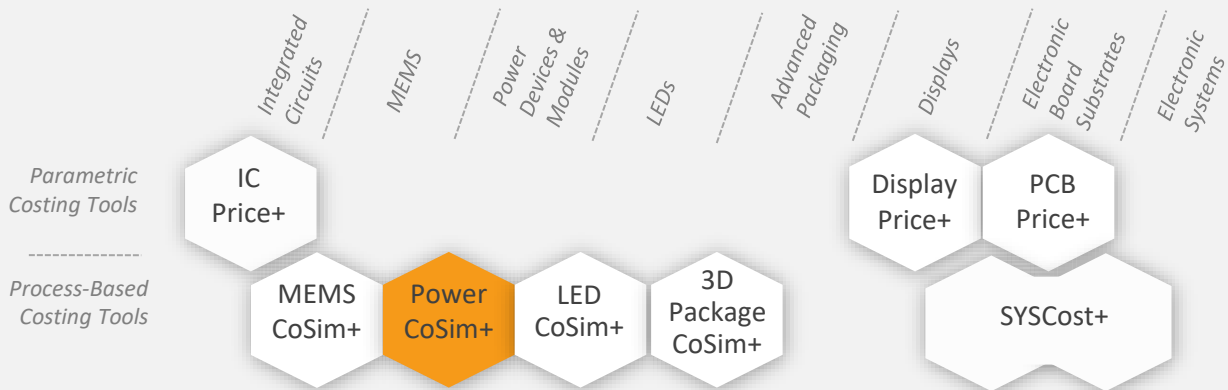 Integrated
Circuits
MEMS
Power
Devices &
Modules
LEDs
Advanced
Packaging
Displays
Electronic
Board
Substrates
Electronic
Systems
Parametric
Costing Tools
IC
Price+
Display
Price+
PCB
Price+
Process-Based
Costing Tools
MEMS
CoSim+
Power
CoSim+
LED
CoSim+
3D
Package
CoSim+
SYSCost+